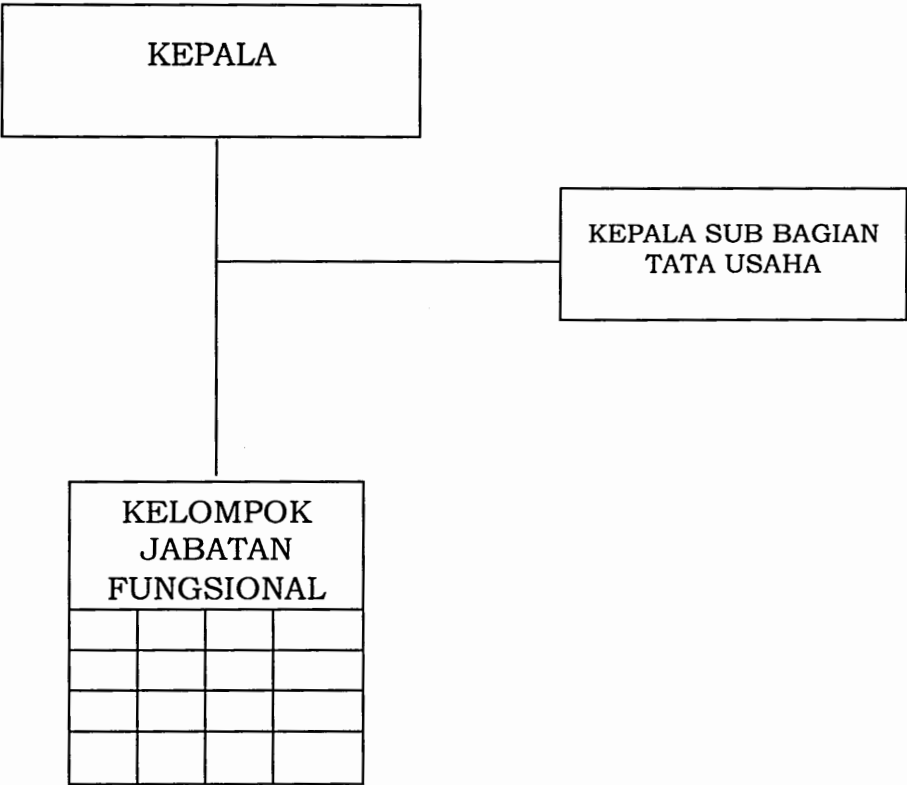 KEPALA
KEPALA SUB BAGIAN
TATA USAHA
KELOMPOK
JABATAN
FUNGSIONAL